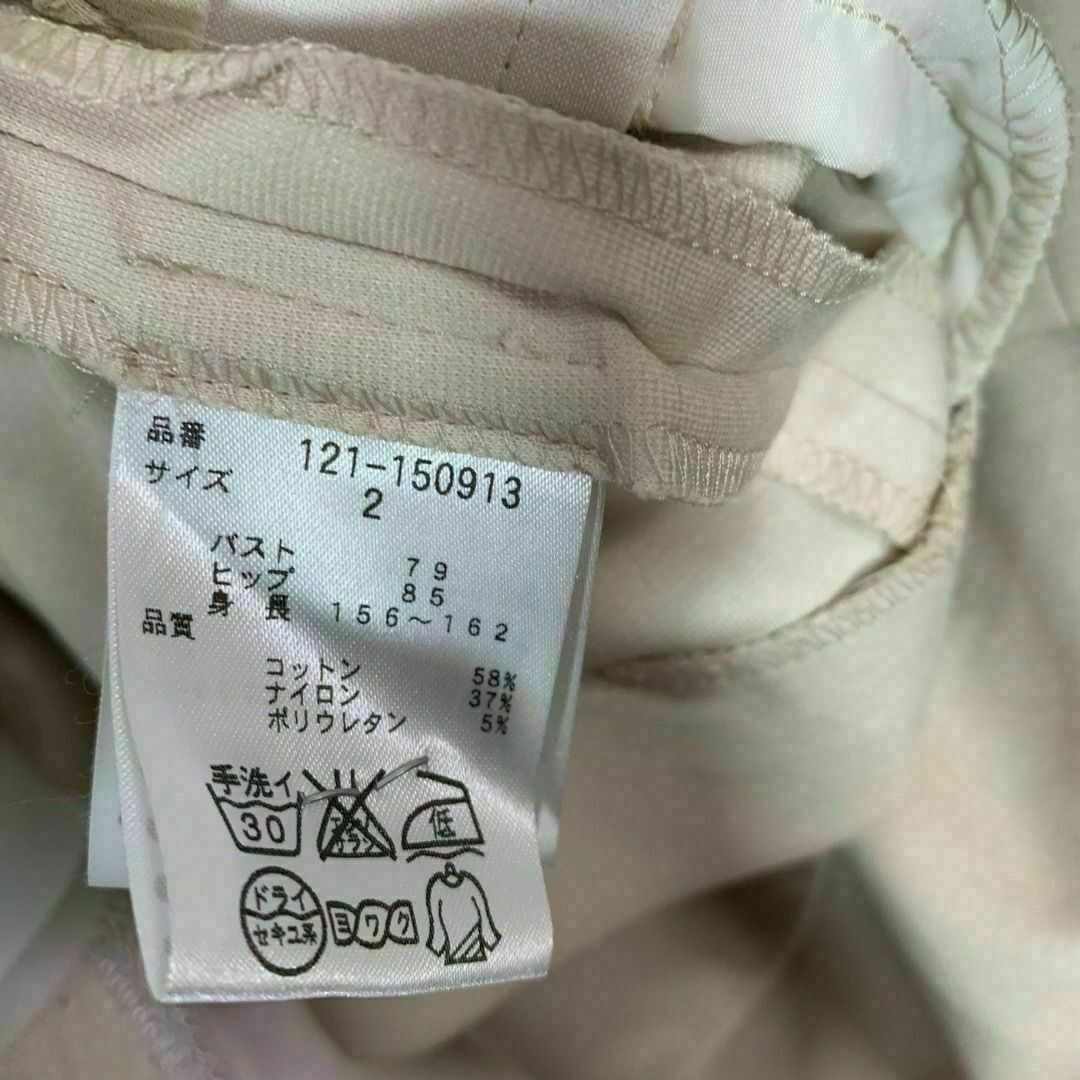 品番 121-150913
サイズ 2
バスト 79
ヒップ 85
身長 156～162
品質
コットン 58%
ナイロン 37%
ポリウレタン 5%
手洗イ
30
低
ドライ
セキユ系
ヨワク